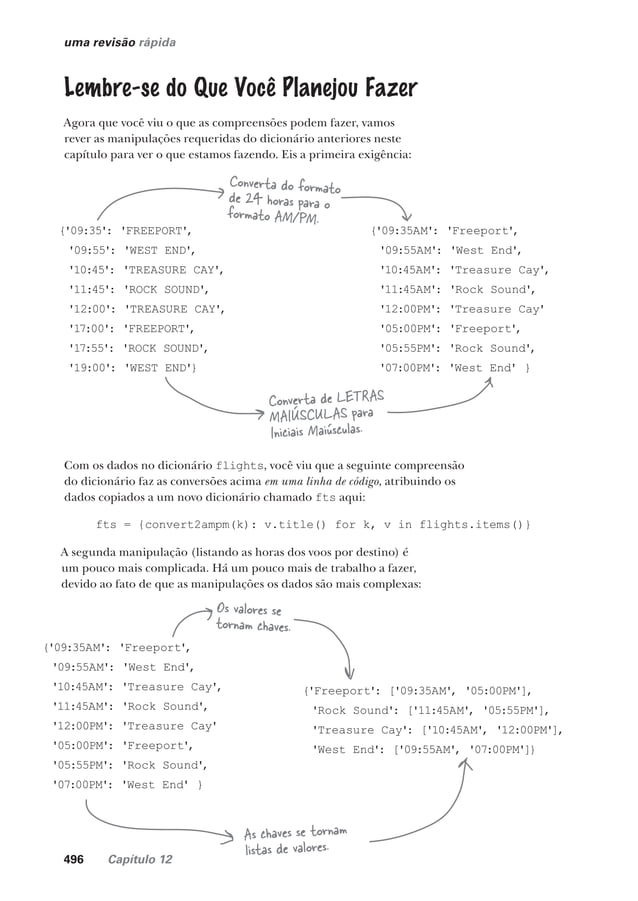 uma revisão rápida
Lembre-se do Que Você Planejou Fazer
Agora que você viu o que as compreensões podem fazer, vamos
rever as manipulações requeridas do dicionário anteriores neste
capítulo para ver o que estamos fazendo. Eis a primeira exigência:
Converta do formato
de 24 horas para o
formato AM/PM.
{'09:35': 'FREEPORT',
'09:55': 'WEST END',
'10:45': 'TREASURE CAY',
'11:45': 'ROCK SOUND',
'12:00': 'TREASURE CAY',
'17:00': 'FREEPORT',
'17:55': 'ROCK SOUND',
'19:00': 'WEST END'}
{'09:35AM': 'Freeport',
'09:55AM': 'West End',
'10:45AM': 'Treasure Cay',
'11:45AM': 'Rock Sound',
'12:00PM': 'Treasure Cay'
'05:00PM': 'Freeport',
'05:55PM': 'Rock Sound',
'07:00PM': 'West End' }
Converta de LETRAS
MAIÚSCULAS para
Iniciais Maiúsculas.
Com os dados no dicionário flights, você viu que a seguinte compreensão
do dicionário faz as conversões acima em uma linha de código, atribuindo os
dados copiados a um novo dicionário chamado fts aqui:
fts = {convert2ampm(k): v.title() for k, v in flights.items()}
A segunda manipulação (listando as horas dos voos por destino) é
um pouco mais complicada. Há um pouco mais de trabalho a fazer,
devido ao fato de que as manipulações os dados são mais complexas:
Os valores se
tornam chaves.
{'09:35AM': 'Freeport',
'09:55AM': 'West End',
'10:45AM': 'Treasure Cay',
'11:45AM': 'Rock Sound',
'12:00PM': 'Treasure Cay'
'05:00PM': 'Freeport',
'05:55PM': 'Rock Sound',
'07:00PM': 'West End' }
{'Freeport': ['09:35AM', '05:00PM'],
'Rock Sound': ['11:45AM', '05:55PM'],
'Treasure Cay': ['10:45AM', '12:00PM'],
'West End': ['09:55AM', '07:00PM']}
As chaves se tornam
listas de valores.
496 Capítulo 12